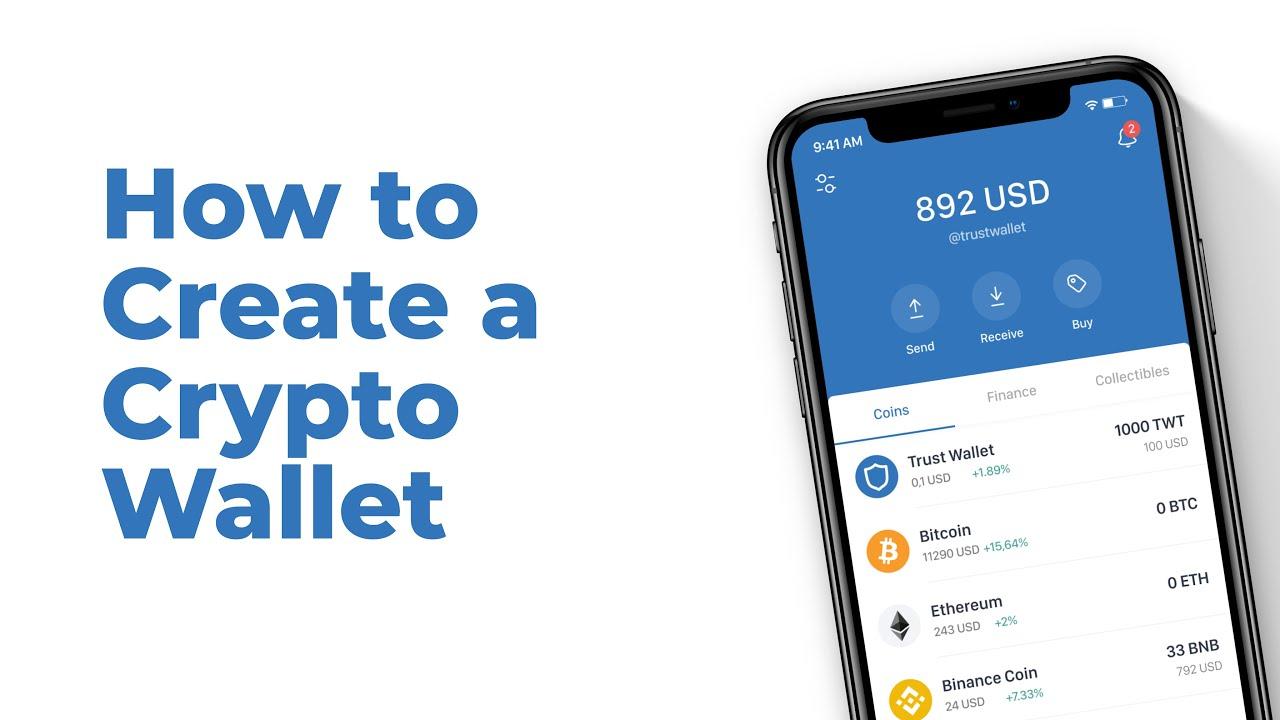 How to
Create a
Crypto
Wallet
9:41 AM
2
892 USD
@trustwallet
Send
Receive
Buy
Coins
Finance
Collectibles
Trust Wallet
1000 TWT
0,1 USD +1.89%
100 USD
Bitcoin
0 BTC
11290 USD +15,64%
Ethereum
0 ETH
243 USD +2%
Binance Coin
33 BNB
24 USD +7.33%
792 USD